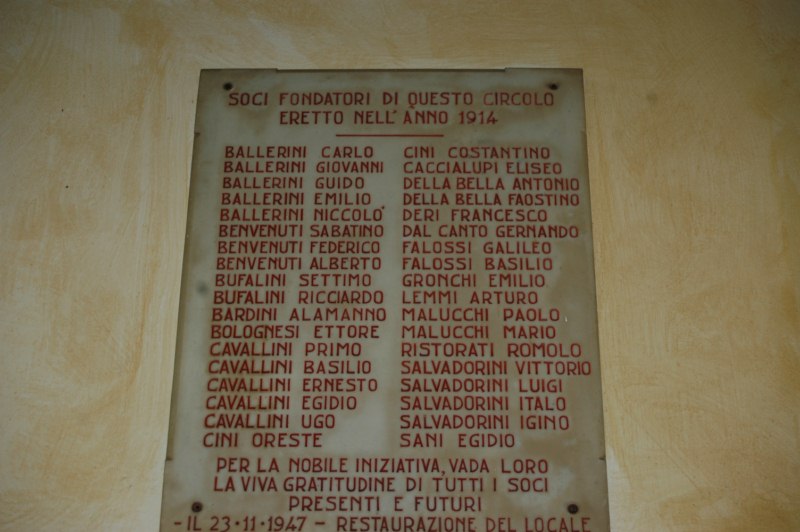 SOCI FONDATORI DI QUESTO CIRCOLO
ERETTO NELL'ANNO 1914
BALLERINI CARLO
BALLERINI GIOVANNI
BALLERINI GUIDO
BALLERINI EMILIO
BALLERINI NICCOLO'
BENVENUTI SABATINO
BENVENUTI FEDERICO
BENVENUTI ALBERTO
BUFALINI SETTIMO
BUFALINI RICCIARDO
BARDINI ALAMANNO
BOLOGNESI ETTORE
CAVALLINI PRIMO
CAVALLINI BASILIO
CAVALLINI ERNESTO
CAVALLINI EGIDIO
CAVALLINI UGO
CINI ORESTE
CINI COSTANTINO
CACCIALUPI ELISEO
DELLA BELLA ANTONIO
DELLA BELLA FAOSTINO
DERI FRANCESCO
DAL CANTO GERNANDO
FALOSSI GALILEO
FALOSSI BASILIO
GRONCHI EMILIO
LEMMI ARTURO
MALUCCHI PAOLO
MALUCCHI MARIO
RISTORATI ROMOLO
SALVADORINI VITTORIO
SALVADORINI LUIGI
SALVADORINI ITALO
SALVADORINI IGINO
SANI EGIDIO
PER LA NOBILE INIZIATIVA, VADA LORO
LA VIVA GRATITUDINE DI TUTTI I SOCI
PRESENTI E FUTURI
- IL 23·11·1947 - RESTAURAZIONE DEL LOCALE